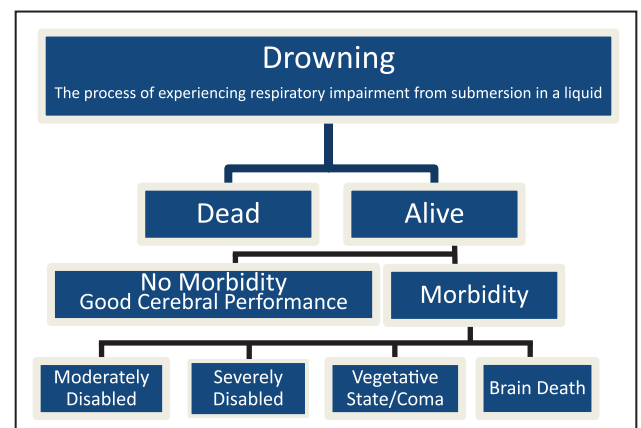 Drowning
The process of experiencing respiratory impairment from submersion in a liquid
Dead
Alive
No Morbidity
Good Cerebral Performance
Morbidity
Moderately
Disabled
Severely
Disabled
Vegetative
State/Coma
Brain Death